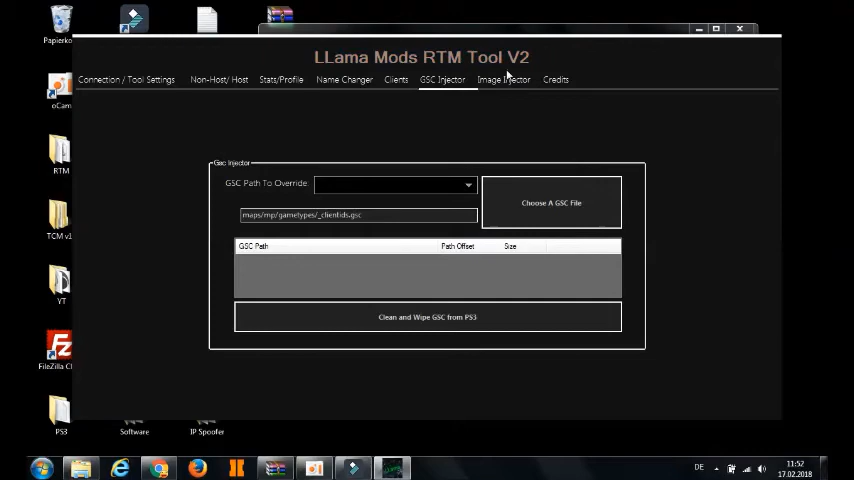 Papierko
LLama Mods RTM Tool V2
Connection / Tool Settings Non-Host/ Host Stats/Profile Name Changer Clients GSC Injector Image Injector Credits
oCam
Gsc Injector
RTM
GSC Path To Override:
Choose A GSC File
maps/mp/gametypes/_clientids.gsc
TCM v1
GSC Path Path Offset Size
YT
Clean and Wipe GSC from PS3
FileZilla Cl
PS3 Software IP Spoofer
DE 11:52
17.02.2018